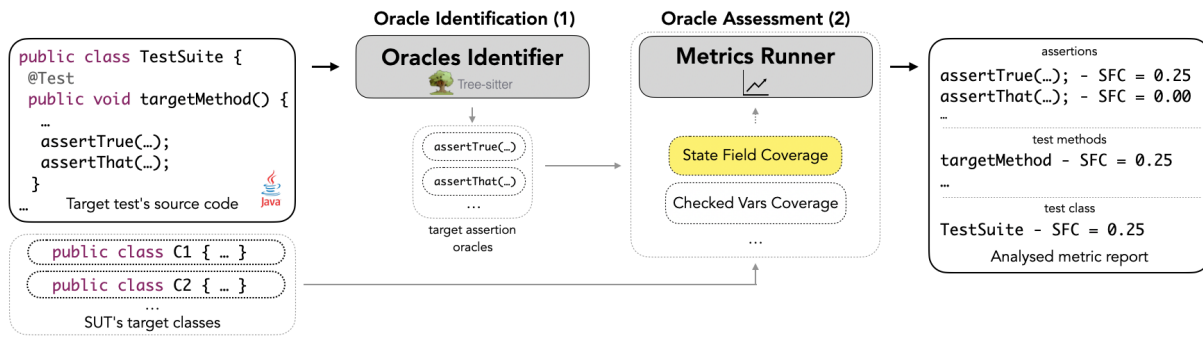 public class TestSuite {
@Test
public void targetMethod() {
…
assertTrue(…);
assertThat(…);
}
…
Target test's source code
Java
public class C1 { … }
public class C2 { … }
…
SUT's target classes
Oracle Identification (1)
Oracles Identifier
Tree-sitter
assertTrue(…)
assertThat(…)
…
target assertion
oracles
Oracle Assessment (2)
Metrics Runner
State Field Coverage
Checked Vars Coverage
…
assertions
assertTrue(…); - SFC = 0.25
assertThat(…); - SFC = 0.00
…
test methods
targetMethod - SFC = 0.25
…
test class
TestSuite - SFC = 0.25
Analysed metric report